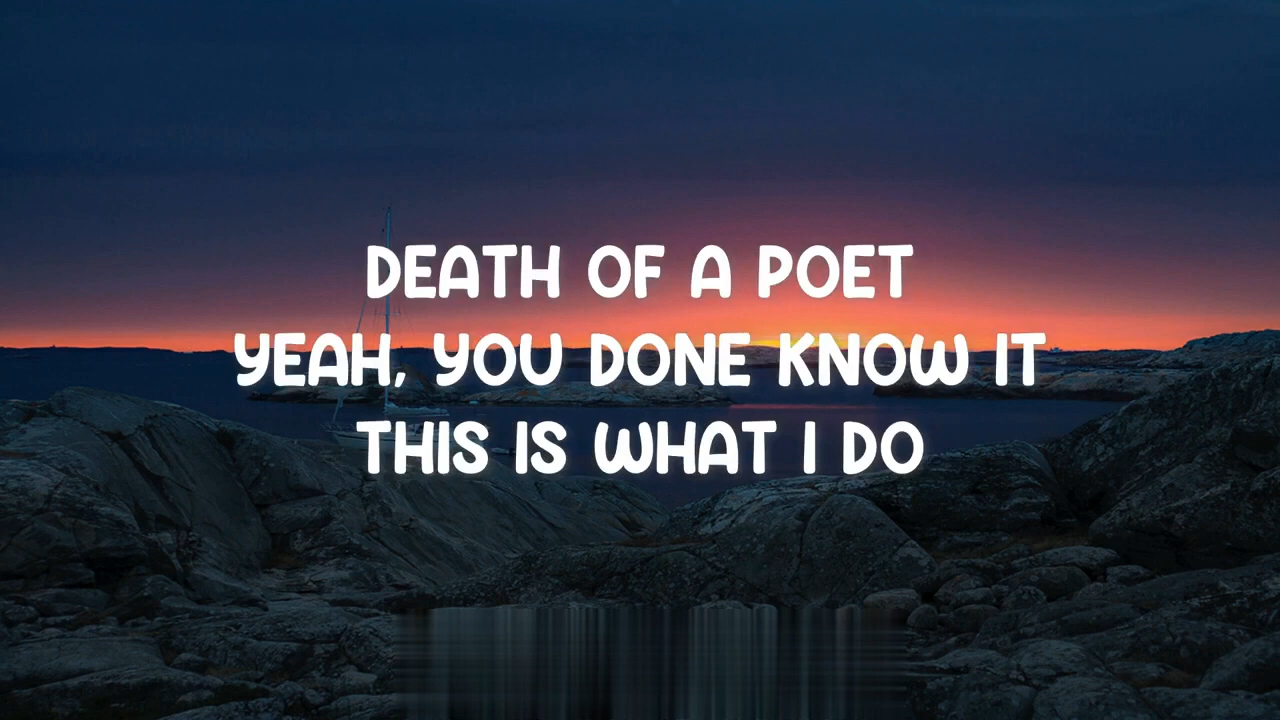 DEATH OF A POET
YEAH, YOU DONE KNOW IT
THIS IS WHAT I DO